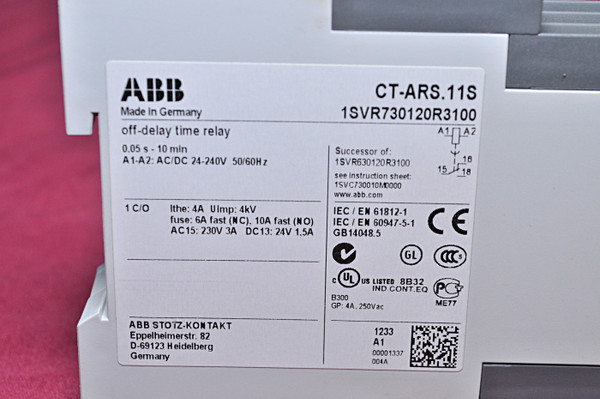 ABB
CT-ARS.11S
Made in Germany
1SVR730120R3100
off-delay time relay
0,05 s - 10 min
A1-A2: AC/DC 24-240V 50/60Hz
A1 A2
15 16
18
Successor of:
1SVR630120R3100
see instruction sheet:
1SVC730010M0000
www.abb.com
1 C/O
Ithe: 4A Uimp: 4kV
fuse: 6A fast (NC), 10A fast (NO)
AC15: 230V 3A DC13: 24V 1,5A
IEC / EN 61812-1
IEC / EN 60947-5-1
GB14048.5
CE
GL
CCC S
C UL US LISTED 8B32
IND.CONT.EQ
B300
GP: 4A, 250Vac
PC
ME77
ABB STOTZ-KONTAKT
Eppelheimerstr. 82
D-69123 Heidelberg
Germany
1233
A1
00001337
004A